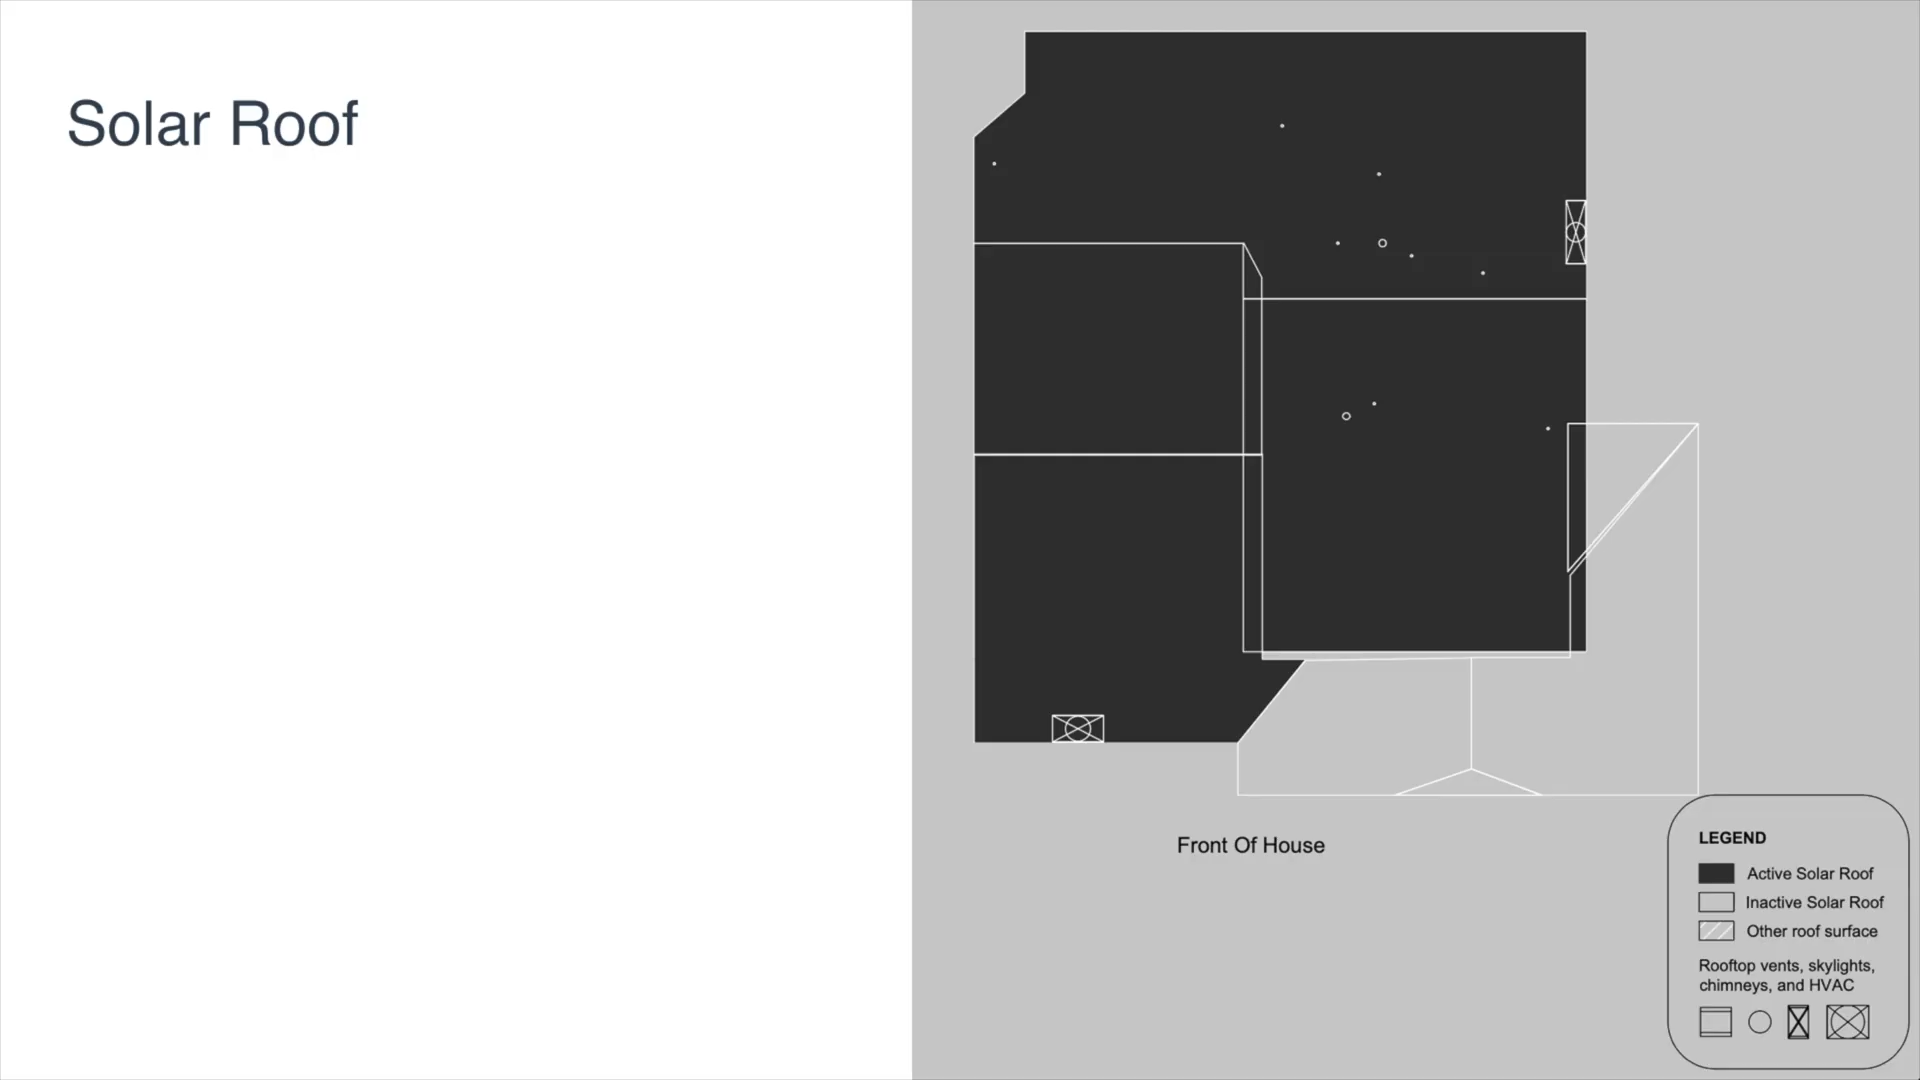 Solar Roof
Front Of House
LEGEND
Active Solar Roof
Inactive Solar Roof
Other roof surface
Rooftop vents, skylights,
chimneys, and HVAC